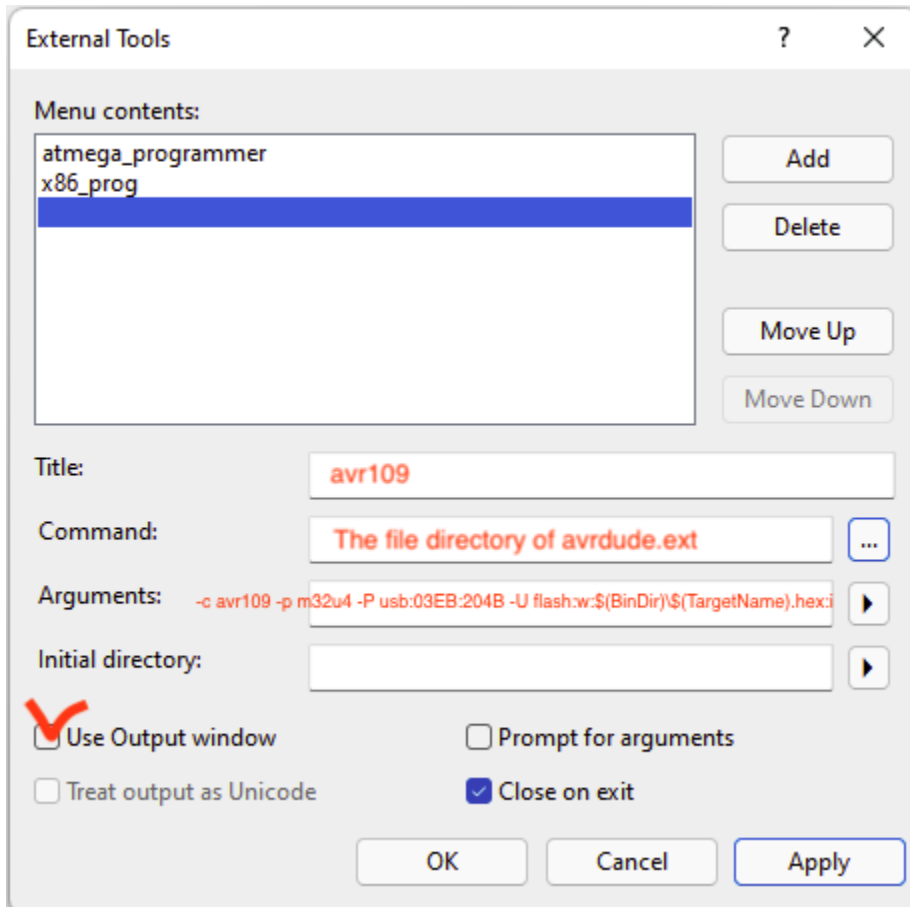 External Tools ? ×
Menu contents:
atmega_programmer
x86_prog
Add
Delete
Move Up
Move Down
Title: avr109
Command: The file directory of avrdude.ext ...
Arguments: -c avr109 -p m32u4 -P usb:03EB:204B -U flash:w:$(BinDir)\$(TargetName).hex:i
Initial directory:
Use Output window Prompt for arguments
Treat output as Unicode Close on exit
OK Cancel Apply